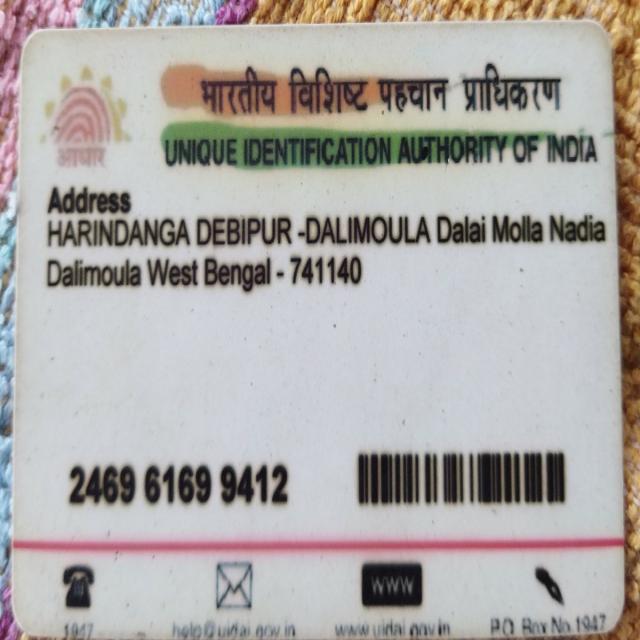 भारतीय विशिष्ट पहचान प्राधिकरण
आधार
UNIQUE IDENTIFICATION AUTHORITY OF INDIA
Address
HARINDANGA DEBIPUR -DALIMOULA Dalai Molla Nadia
Dalimoula West Bengal - 741140
2469 6169 9412
WWW
1947 help@uidai.gov.in www.uidai.gov.in P.O. Box No.1947